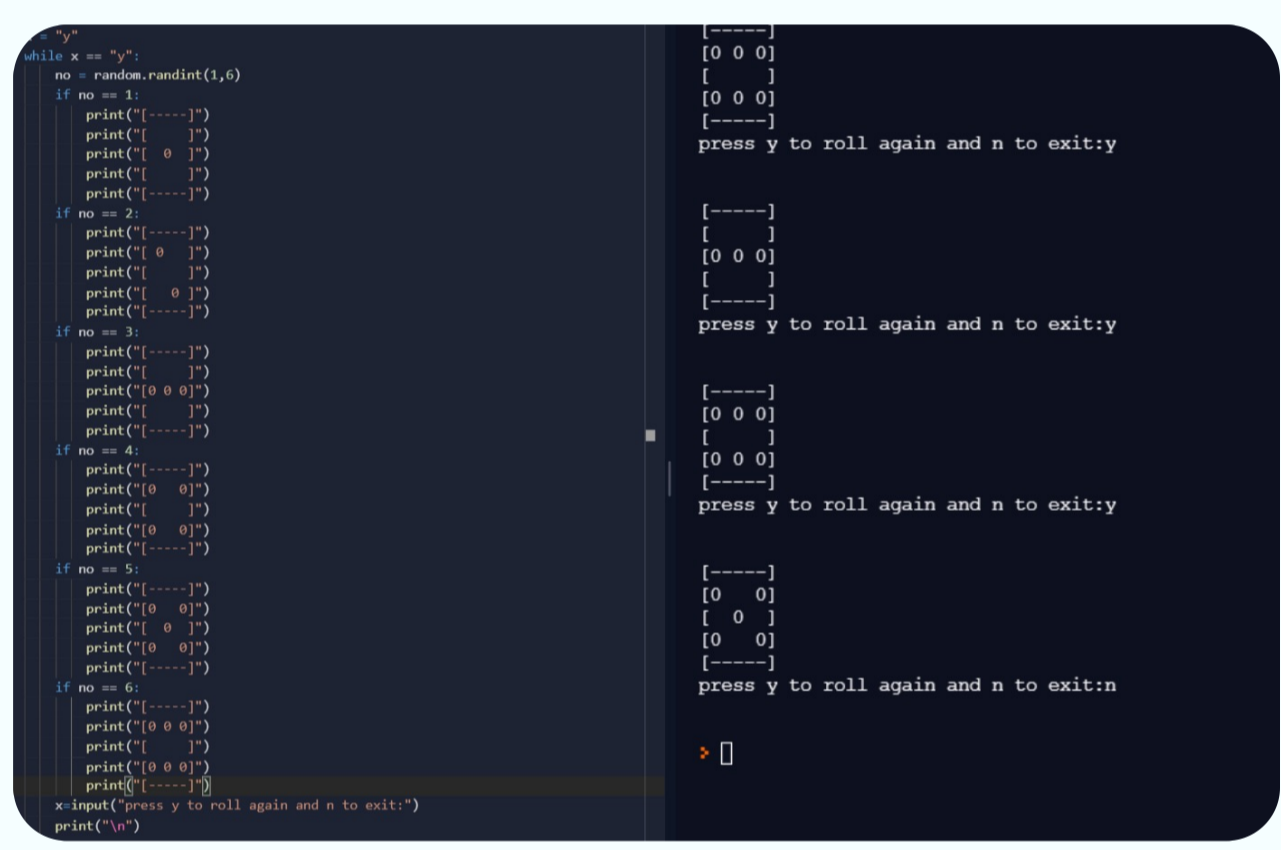 = "y"
while x == "y":
    no = random.randint(1,6)
    if no == 1:
        print("[-----]")
        print("[     ]")
        print("[  0  ]")
        print("[     ]")
        print("[-----]")
    if no == 2:
        print("[-----]")
        print("[ 0   ]")
        print("[     ]")
        print("[   0 ]")
        print("[-----]")
    if no == 3:
        print("[-----]")
        print("[     ]")
        print("[0 0 0]")
        print("[     ]")
        print("[-----]")
    if no == 4:
        print("[-----]")
        print("[0   0]")
        print("[     ]")
        print("[0   0]")
        print("[-----]")
    if no == 5:
        print("[-----]")
        print("[0   0]")
        print("[  0  ]")
        print("[0   0]")
        print("[-----]")
    if no == 6:
        print("[-----]")
        print("[0 0 0]")
        print("[     ]")
        print("[0 0 0]")
        print("[-----]")
    x=input("press y to roll again and n to exit:")
    print("\n")
[-----]
[0 0 0]
[     ]
[0 0 0]
[-----]
press y to roll again and n to exit:y
[-----]
[     ]
[0 0 0]
[     ]
[-----]
press y to roll again and n to exit:y
[-----]
[0 0 0]
[     ]
[0 0 0]
[-----]
press y to roll again and n to exit:y
[-----]
[0   0]
[  0  ]
[0   0]
[-----]
press y to roll again and n to exit:n